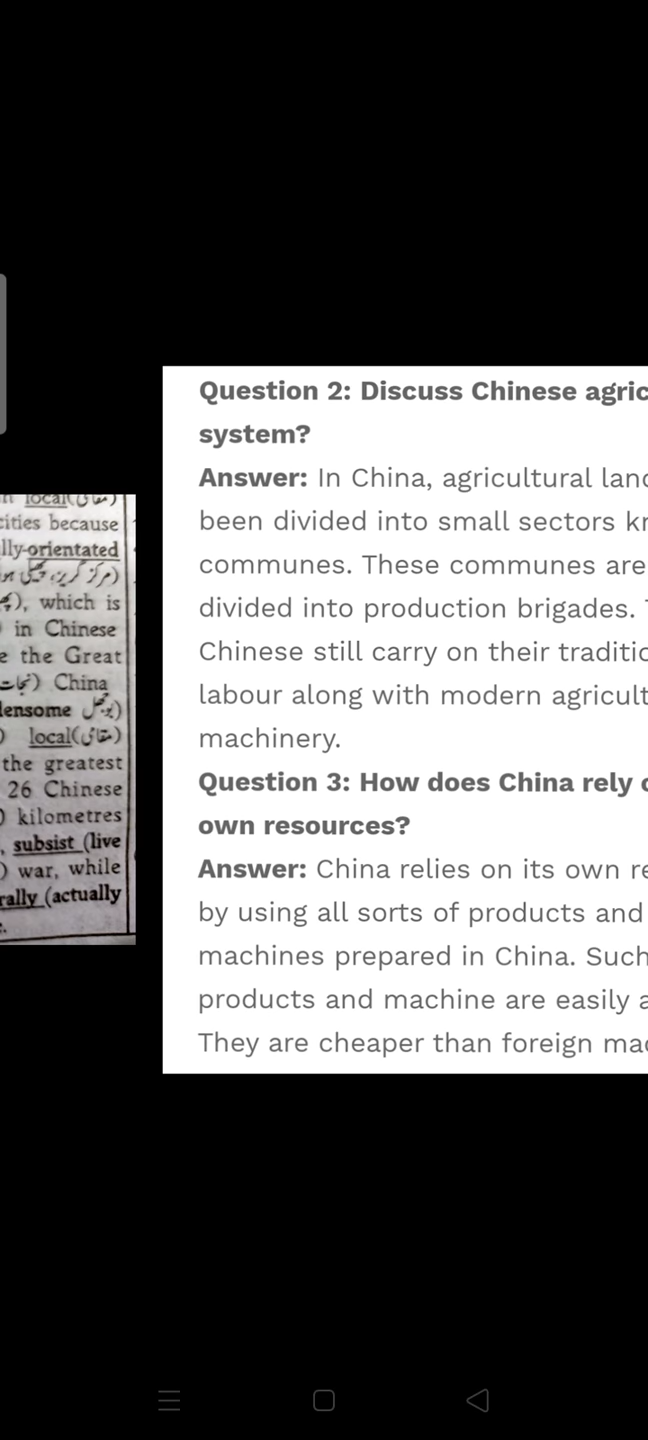 local(
cities because
lly-orientated
), which is
in Chinese
e the Great
) China
lensome
) local(
the greatest
26 Chinese
) kilometres
, subsist (live
) war, while
rally (actually
Question 2: Discuss Chinese agric
system?
Answer: In China, agricultural land
been divided into small sectors kn
communes. These communes are
divided into production brigades. T
Chinese still carry on their traditio
labour along with modern agricult
machinery.
Question 3: How does China rely o
own resources?
Answer: China relies on its own re
by using all sorts of products and
machines prepared in China. Such
products and machine are easily a
They are cheaper than foreign mac